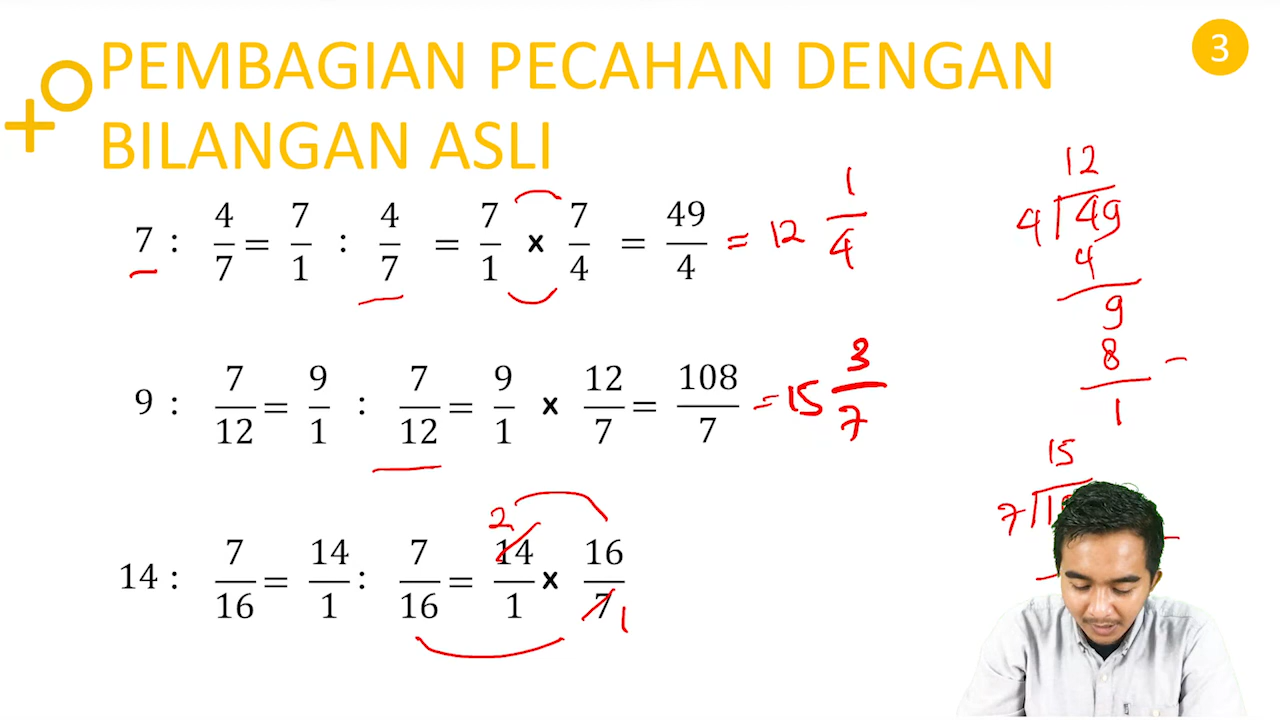 PEMBAGIAN PECAHAN DENGAN
BILANGAN ASLI
3
7 : 4/7 = 7/1 : 4/7 = 7/1 x 7/4 = 49/4 = 12 1/4
9 : 7/12 = 9/1 : 7/12 = 9/1 x 12/7 = 108/7 = 15 3/7
14 : 7/16 = 14/1 : 7/16 = 14/1 x 16/7
2
1
12
4 49
4
9
8 -
1
15
7